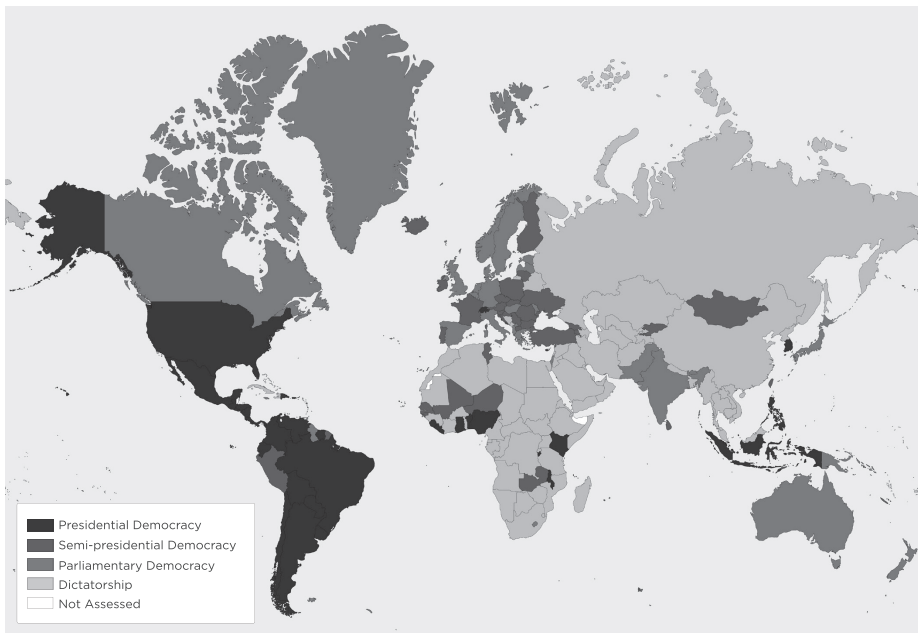 Presidential Democracy
Semi-presidential Democracy
Parliamentary Democracy
Dictatorship
Not Assessed